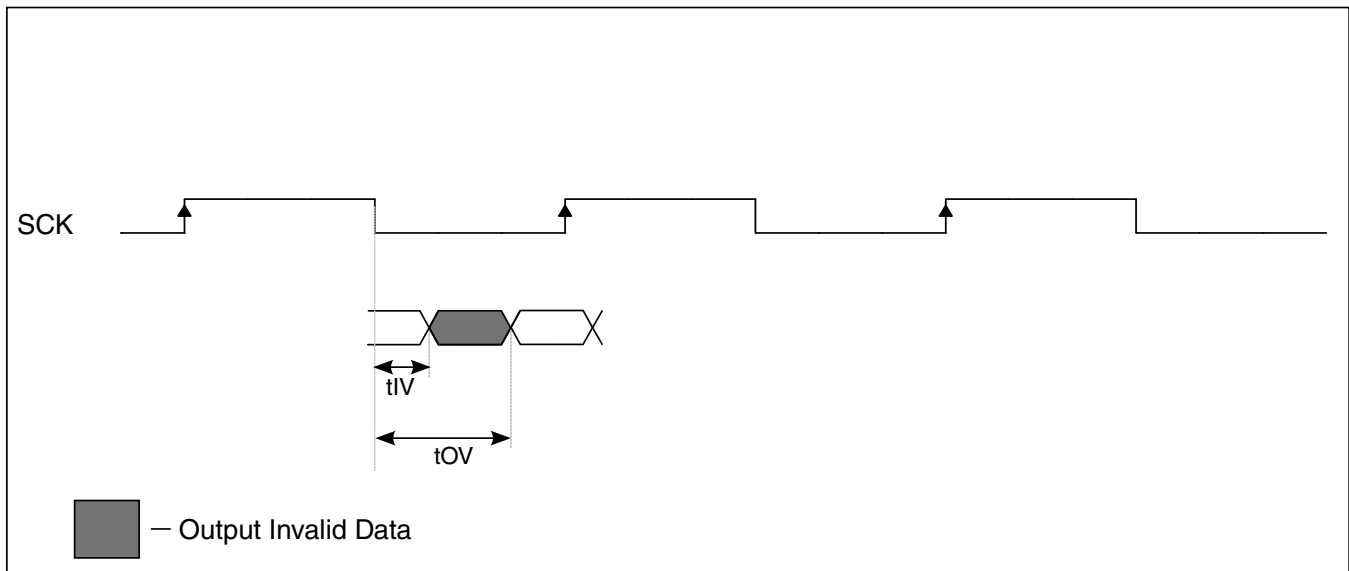 SCK
tIV
tOV
– Output Invalid Data